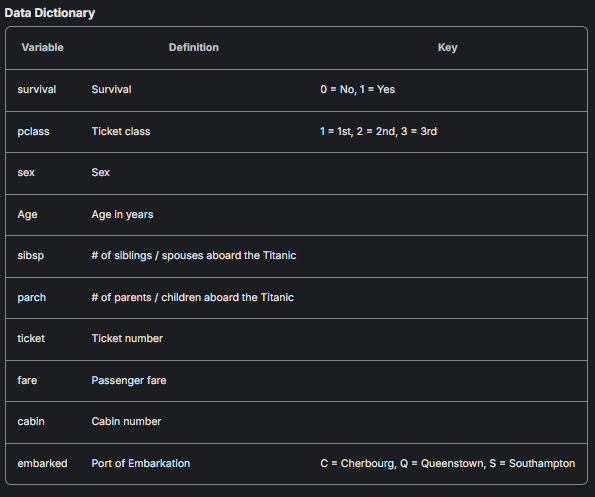 Data Dictionary
Variable Definition Key
survival Survival 0 = No, 1 = Yes
pclass Ticket class 1 = 1st, 2 = 2nd, 3 = 3rd
sex Sex
Age Age in years
sibsp # of siblings / spouses aboard the Titanic
parch # of parents / children aboard the Titanic
ticket Ticket number
fare Passenger fare
cabin Cabin number
embarked Port of Embarkation C = Cherbourg, Q = Queenstown, S = Southampton